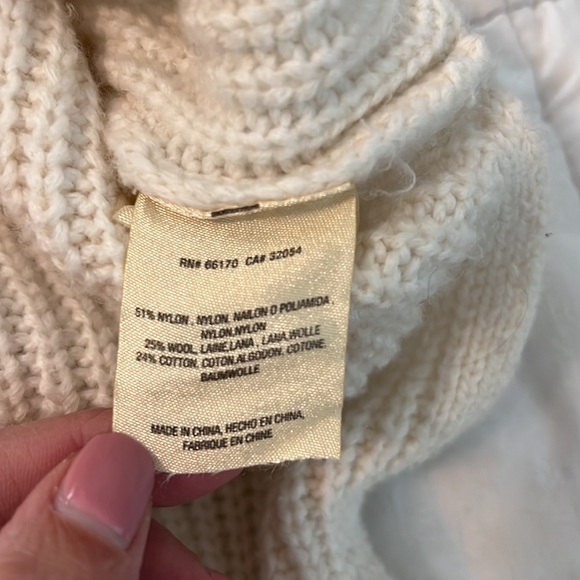 RN# 66170 CA# 32054
51% NYLON , NYLON, NAILON O POLIAMIDA,
NYLON,NYLON
25% WOOL, LAINE,LANA , LANA,WOLLE
24% COTTON, COTON,ALGODON, COTONE,
BAUMWOLLE
MADE IN CHINA, HECHO EN CHINA,
FABRIQUE EN CHINE